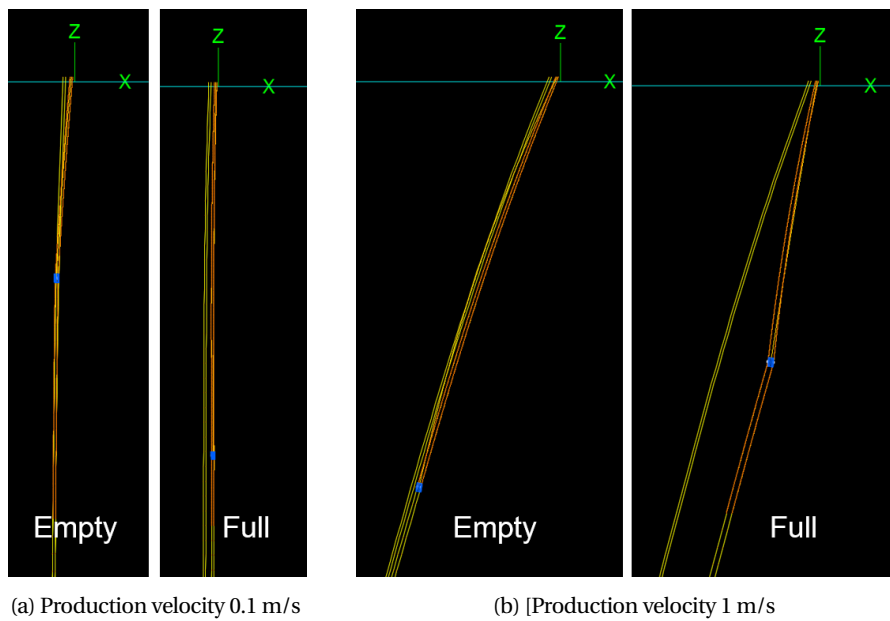 Z
X
Z
X
Z
X
Z
X
Empty
Full
Empty
Full
(a) Production velocity 0.1 m/s
(b) [Production velocity 1 m/s